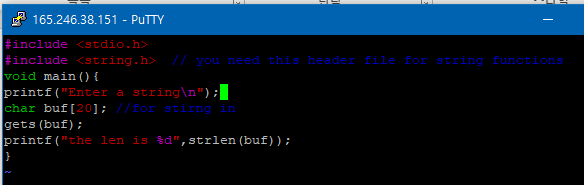 165.246.38.151 - PuTTY
#include <stdio.h>
#include <string.h>  // you need this header file for string functions
void main(){
printf("Enter a string\n");
char buf[20]; //for stirng in
gets(buf);
printf("the len is %d",strlen(buf));
}
~